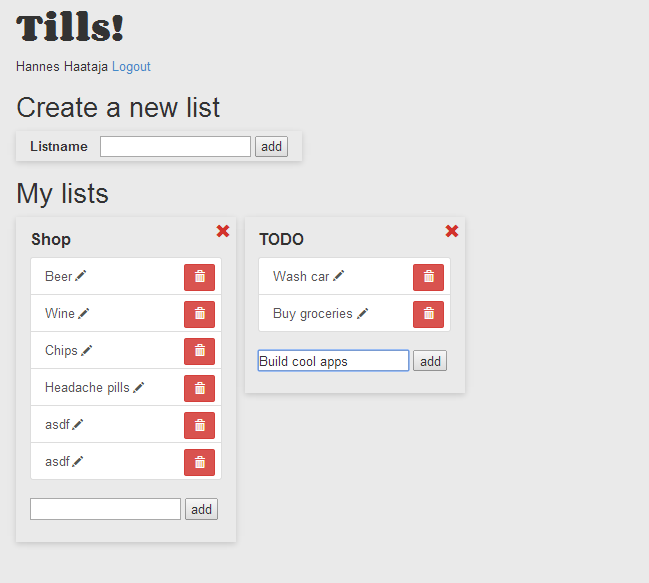 Tills!
Hannes Haataja Logout
Create a new list
Listname add
My lists
Shop
Beer
Wine
Chips
Headache pills
asdf
asdf
add
TODO
Wash car
Buy groceries
Build cool apps add